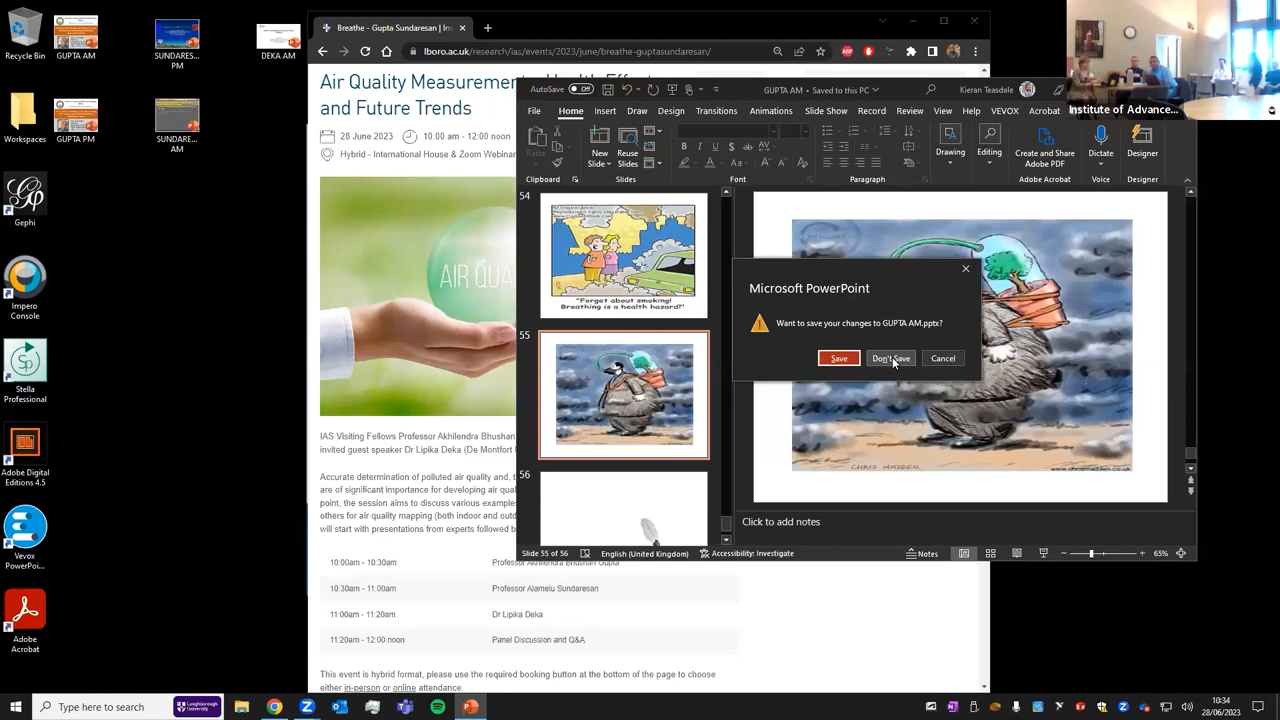 Recycle Bin
GUPTA AM
SUNDARES...
PM
DEKA AM
Workspaces
GUPTA PM
SUNDARE...
AM
Gephi
Impero
Console
Stella
Professional
Adobe Digital
Editions 4.5
Vevox
PowerPoi...
Adobe
Acrobat
Breathe - Gupta Sundaresan | Ins
lboro.ac.uk/research/ias/events/2023/june/breathe-guptasundaresan/
Air Quality Measurements, Health Effect
and Future Trends
28 June 2023
10:00 am - 12:00 noon
Hybrid - International House & Zoom Webinar
AIR QUA
IAS Visiting Fellows Professor Akhilendra Bhushan
invited guest speaker Dr Lipika Deka (De Montfort
Accurate determination of polluted air quality and,
are of significant importance for developing air qual
point, the session aims to discuss various examples
others for air quality mapping (both indoor and outd
will start with presentations from experts followed b
10:00am - 10:30am Professor Akhilendra Bhushan Gupta
10:30am - 11:00am Professor Alamelu Sundaresan
11:00am - 11:20am Dr Lipika Deka
11:20am - 12:00 noon Panel Discussion and Q&A
This event is hybrid format, please use the required booking button at the bottom of the page to choose
either in-person or online attendance.
AutoSave Off
GUPTA AM - Saved to this PC
Kieran Teasdale
File Home Insert Draw Design Transitions Animations Slide Show Record Review View Help VEVOX Acrobat
Paste
New
Slide
Reuse
Slides
Drawing
Editing
Create and Share
Adobe PDF
Dictate
Designer
Clipboard
Slides
Font
Paragraph
Adobe Acrobat
Voice
Designer
54
"Forget about smoking!
Breathing is a health hazard!"
55
56
CHRIS MADDEN
www.chrismadden.co.uk
Microsoft PowerPoint
Want to save your changes to GUPTA AM.pptx?
Save
Don't Save
Cancel
Click to add notes
Slide 55 of 56
English (United Kingdom)
Accessibility: Investigate
Notes
65%
Institute of Advance...
Type here to search
Loughborough
University
10:34
28/06/2023